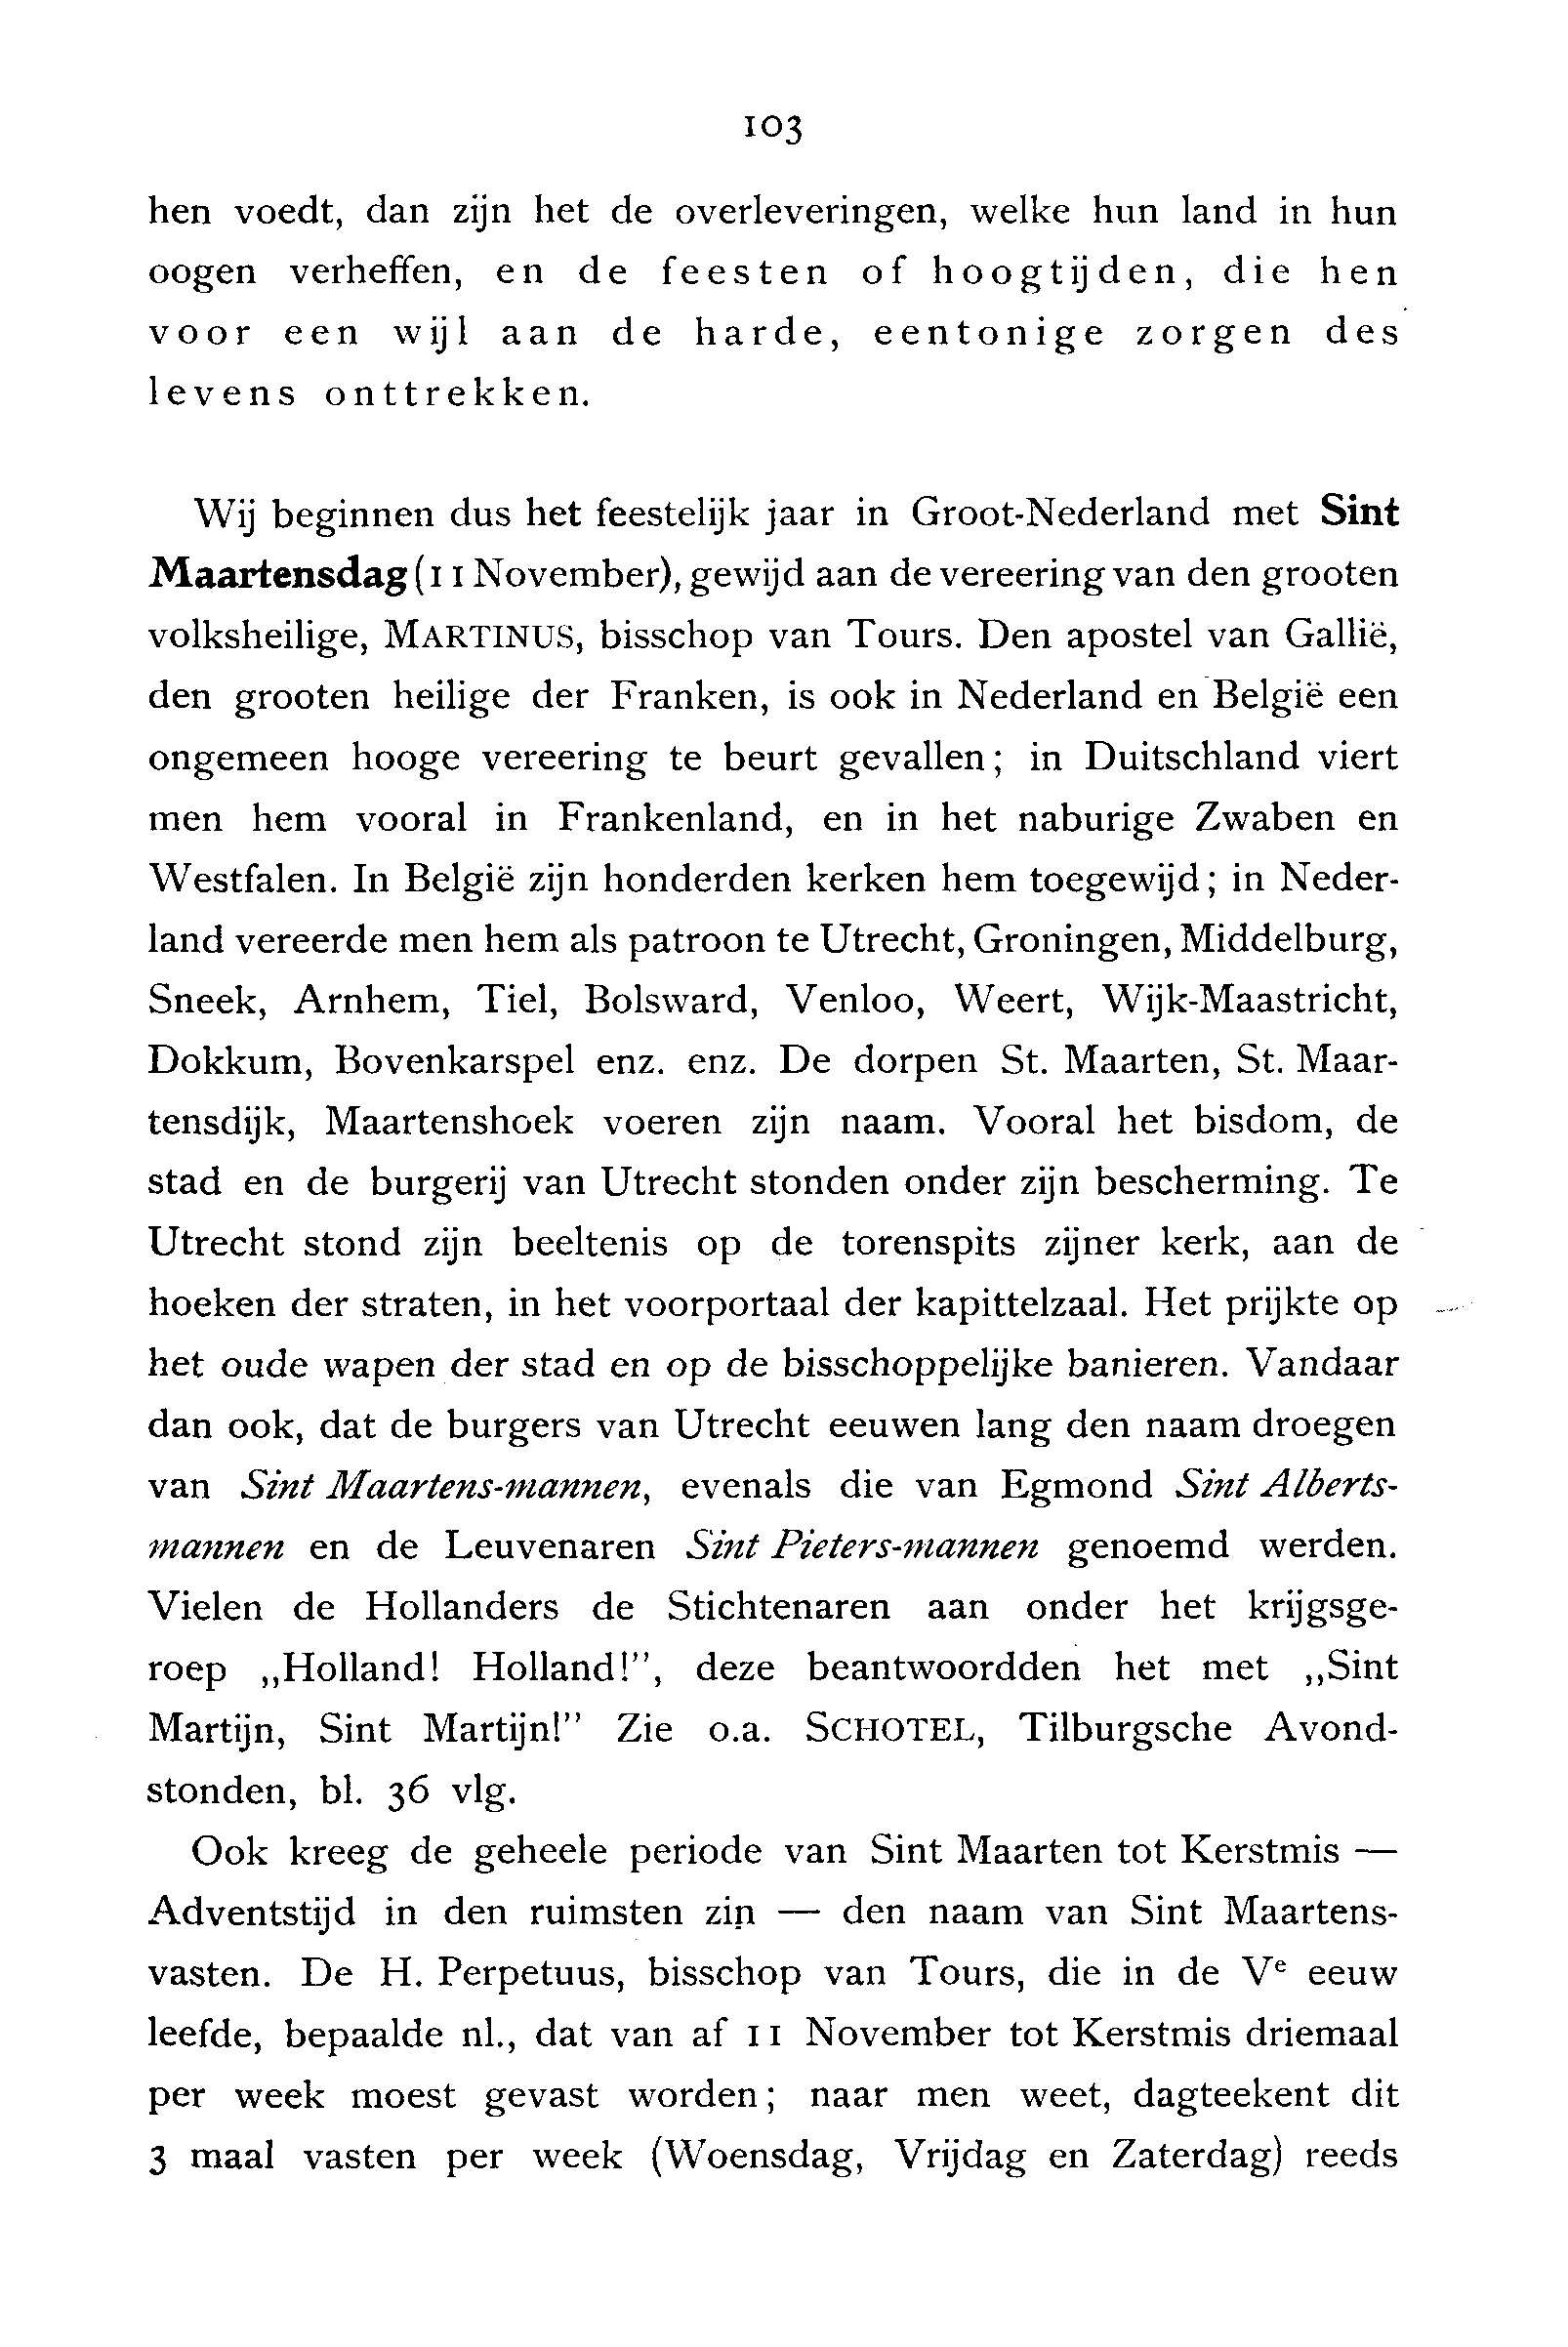 103
hen voedt, dan zijn het de overleveringen, welke hun land in hun
oogen verheffen, en de feesten of hoogtijden, die hen
voor een wijl aan de harde, eentonige zorgen des
levens onttrekken.
Wij beginnen dus het feestelijk jaar in Groot-Nederland met Sint
Maartensdag (11 November), gewijd aan de vereering van den grooten
volksheilige, MARTINUS, bisschop van Tours. Den apostel van Gallië,
den grooten heilige der Franken, is ook in Nederland en België een
ongemeen hooge vereering te beurt gevallen; in Duitschland viert
men hem vooral in Frankenland, en in het naburige Zwaben en
Westfalen. In België zijn honderden kerken hem toegewijd; in Neder-
land vereerde men hem als patroon te Utrecht, Groningen, Middelburg,
Sneek, Arnhem, Tiel, Bolsward, Venloo, Weert, Wijk-Maastricht,
Dokkum, Bovenkarspel enz. enz. De dorpen St. Maarten, St. Maar-
tensdijk, Maartenshoek voeren zijn naam. Vooral het bisdom, de
stad en de burgerij van Utrecht stonden onder zijn bescherming. Te
Utrecht stond zijn beeltenis op de torenspits zijner kerk, aan de
hoeken der straten, in het voorportaal der kapittelzaal. Het prijkte op
het oude wapen der stad en op de bisschoppelijke banieren. Vandaar
dan ook, dat de burgers van Utrecht eeuwen lang den naam droegen
van Sint Maartens-mannen, evenals die van Egmond Sint Alberts-
mannen en de Leuvenaren Sint Pieters-mannen genoemd werden.
Vielen de Hollanders de Stichtenaren aan onder het krijgsge-
roep „Holland! Holland!”, deze beantwoordden het met „Sint
Martijn, Sint Martijn!” Zie o.a. SCHOTEL, Tilburgsche Avond-
stonden, bl. 36 vlg.
Ook kreeg de geheele periode van Sint Maarten tot Kerstmis —
Adventstijd in den ruimsten zin — den naam van Sint Maartens-
vasten. De H. Perpetuus, bisschop van Tours, die in de Ve eeuw
leefde, bepaalde nl., dat van af 11 November tot Kerstmis driemaal
per week moest gevast worden; naar men weet, dagteekent dit
3 maal vasten per week (Woensdag, Vrijdag en Zaterdag) reeds